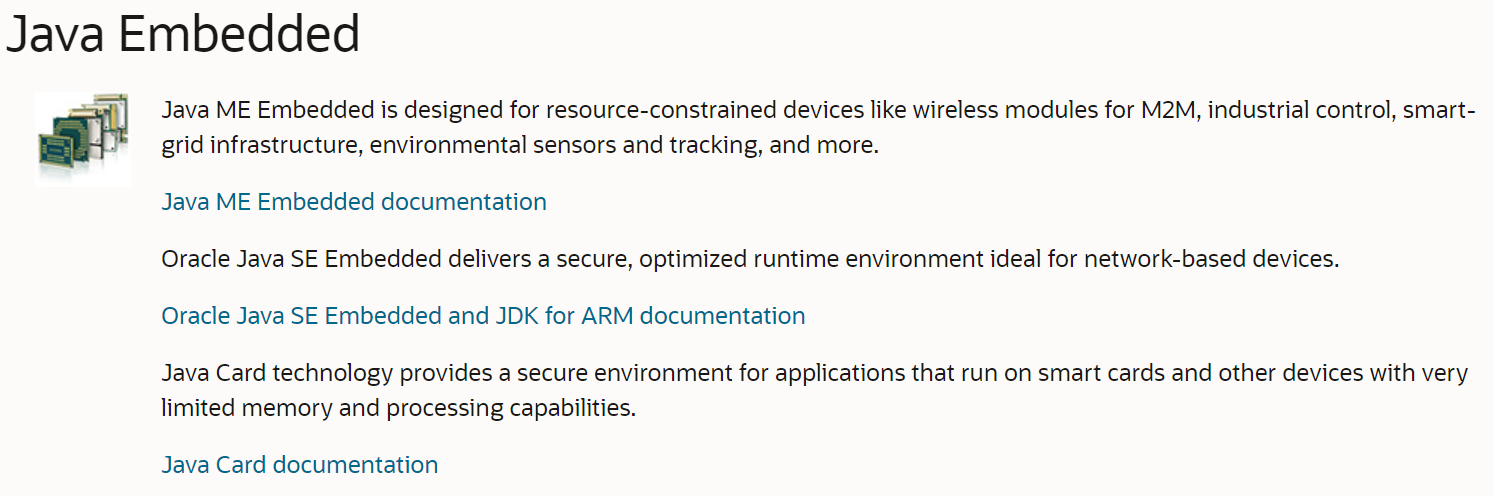 Java Embedded
Java ME Embedded is designed for resource-constrained devices like wireless modules for M2M, industrial control, smart-
grid infrastructure, environmental sensors and tracking, and more.
Java ME Embedded documentation
Oracle Java SE Embedded delivers a secure, optimized runtime environment ideal for network-based devices.
Oracle Java SE Embedded and JDK for ARM documentation
Java Card technology provides a secure environment for applications that run on smart cards and other devices with very
limited memory and processing capabilities.
Java Card documentation